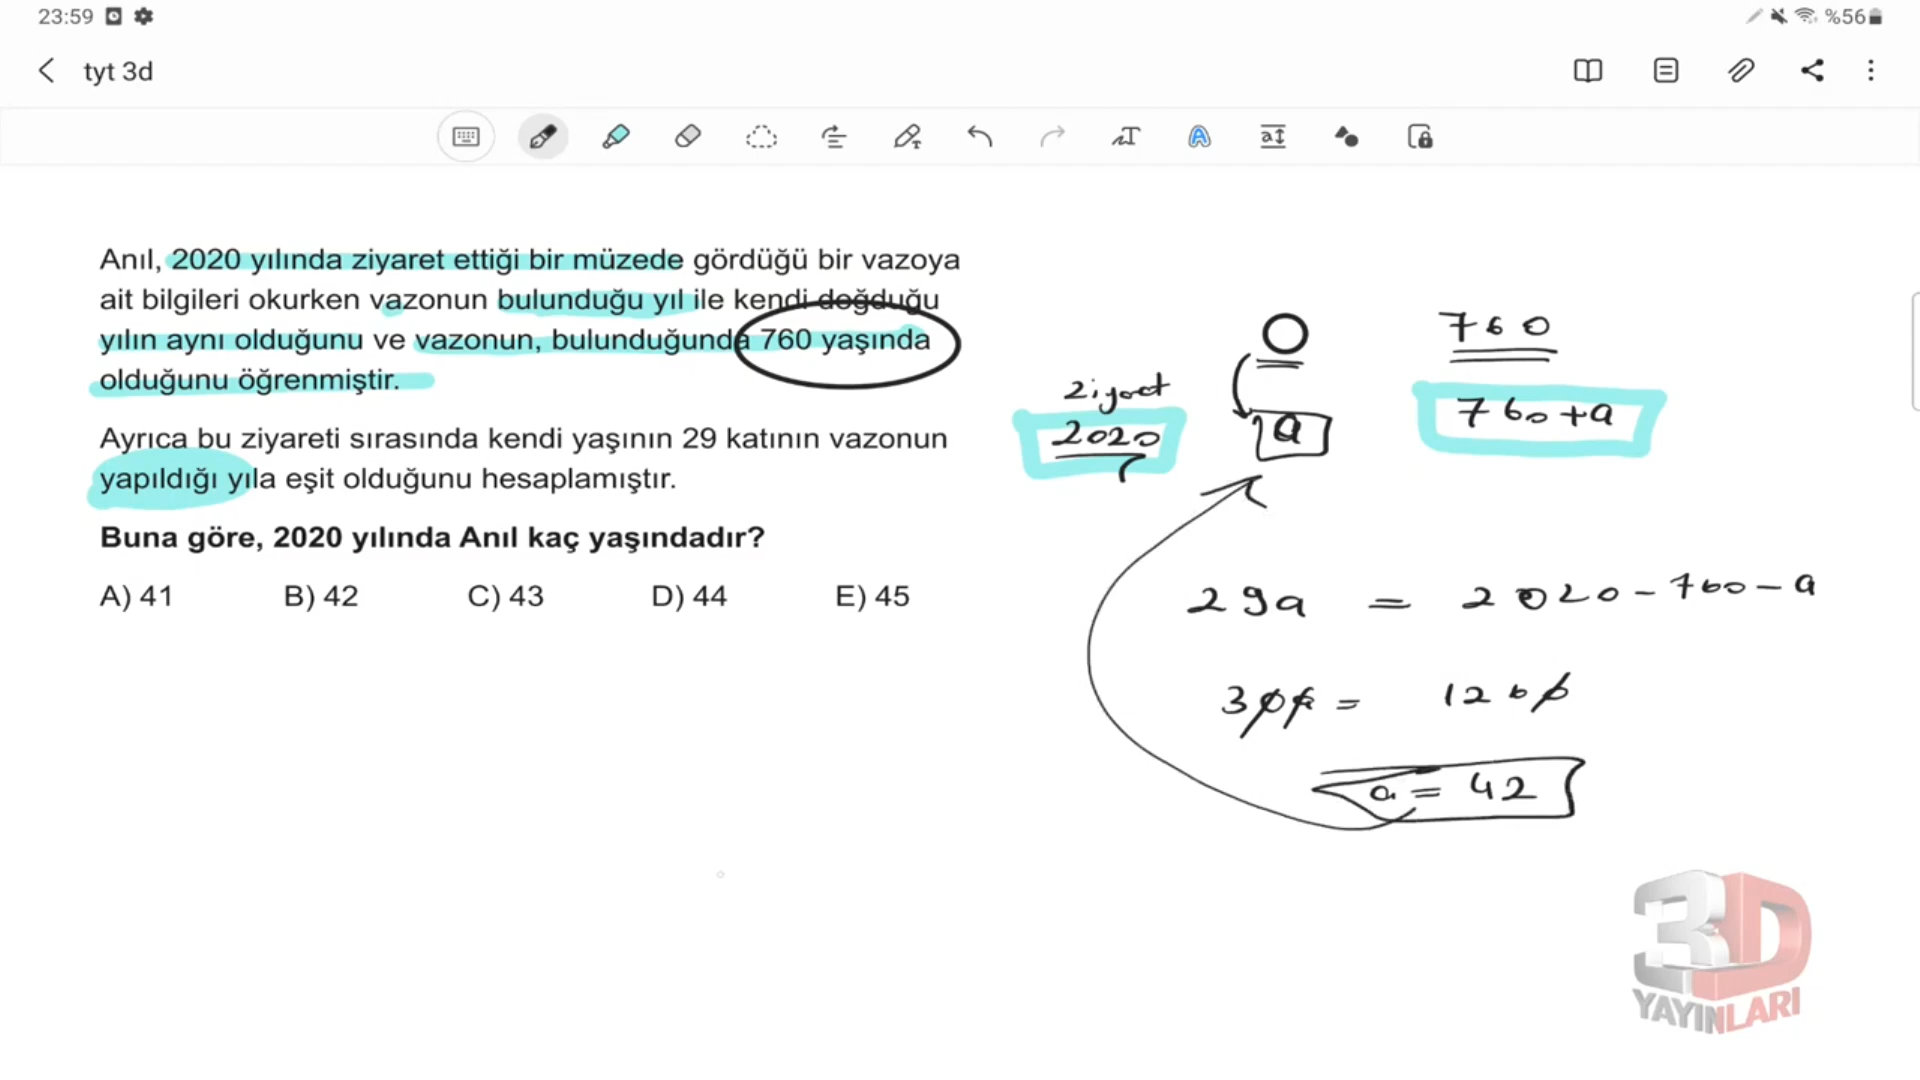 23:59 %56
tyt 3d
Anıl, 2020 yılında ziyaret ettiği bir müzede gördüğü bir vazoya
ait bilgileri okurken vazonun bulunduğu yıl ile kendi doğduğu
yılın aynı olduğunu ve vazonun, bulunduğunda 760 yaşında
olduğunu öğrenmiştir.
Ayrıca bu ziyareti sırasında kendi yaşının 29 katının vazonun
yapıldığı yıla eşit olduğunu hesaplamıştır.
Buna göre, 2020 yılında Anıl kaç yaşındadır?
A) 41 B) 42 C) 43 D) 44 E) 45
0 760
ziyaret
2020 a 760+a
29a = 2020-760-a
30a = 1260
a = 42
3D
YAYINLARI